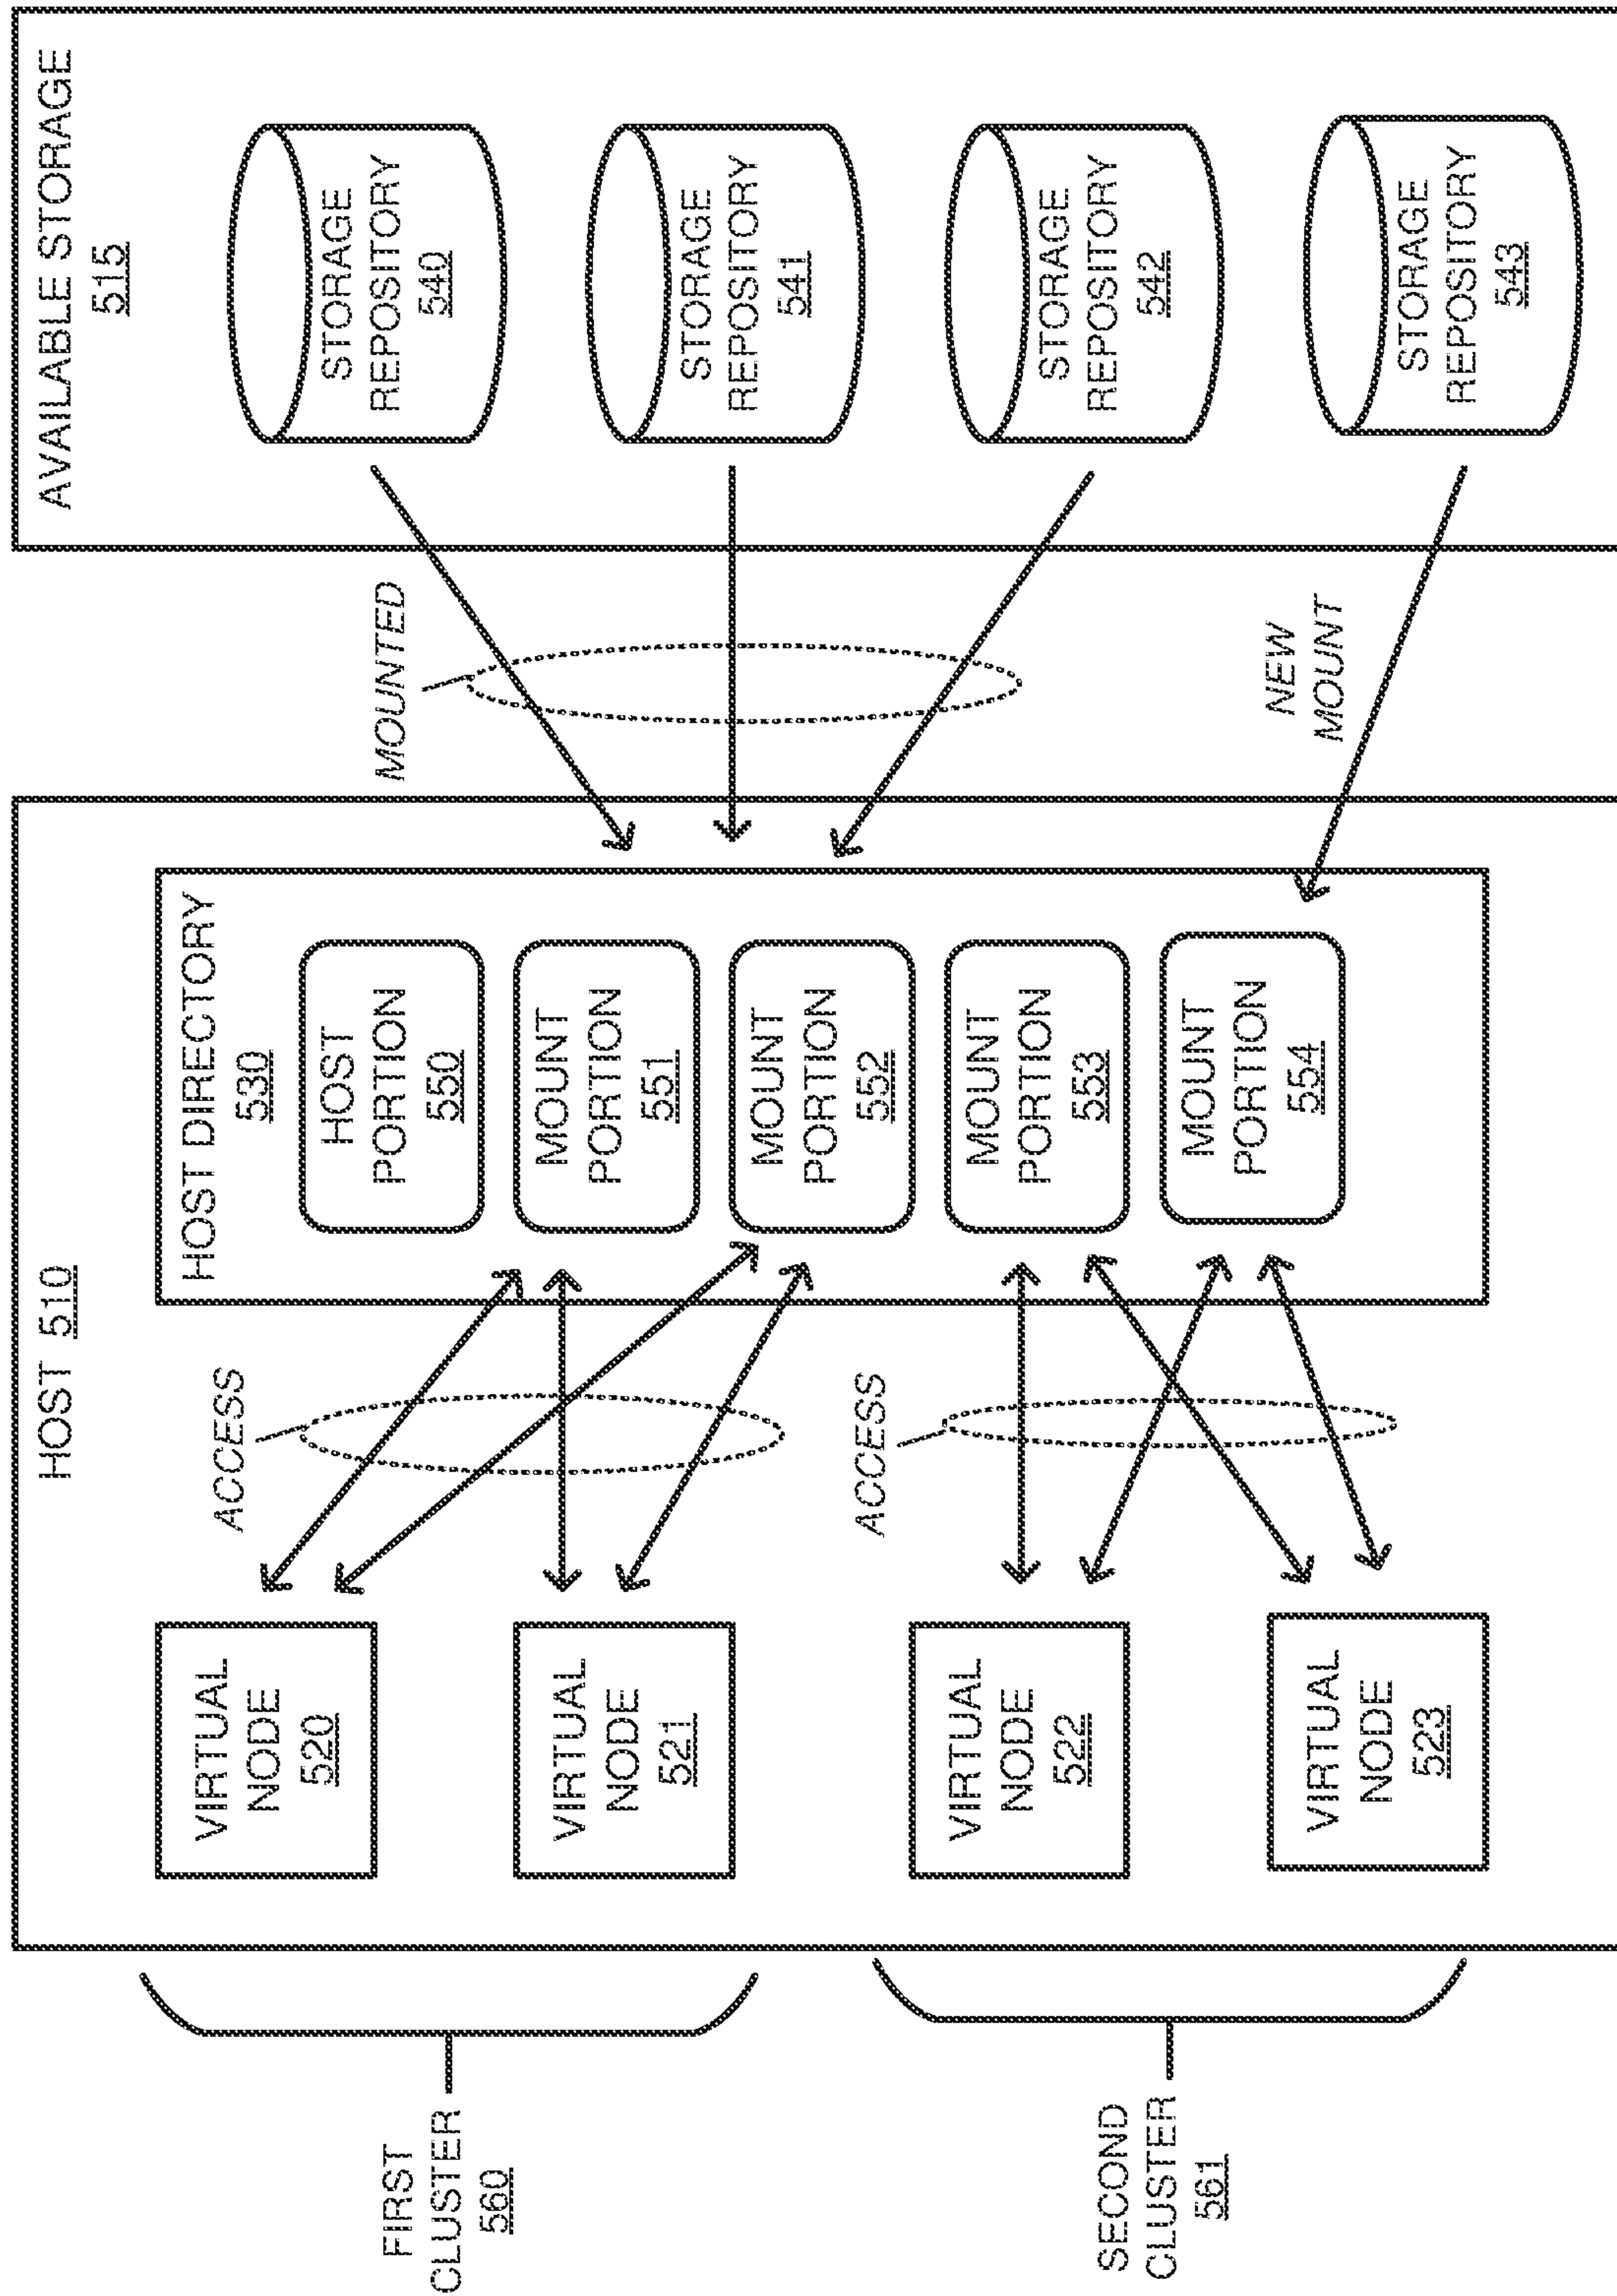 FIRST
CLUSTER
560
SECOND
CLUSTER
561
HOST 510
VIRTUAL
NODE
520
VIRTUAL
NODE
521
VIRTUAL
NODE
522
VIRTUAL
NODE
523
ACCESS
ACCESS
HOST DIRECTORY
530
HOST
PORTION
550
MOUNT
PORTION
551
MOUNT
PORTION
552
MOUNT
PORTION
553
MOUNT
PORTION
554
MOUNTED
NEW
MOUNT
AVAILABLE STORAGE
515
STORAGE
REPOSITORY
540
STORAGE
REPOSITORY
541
STORAGE
REPOSITORY
542
STORAGE
REPOSITORY
543